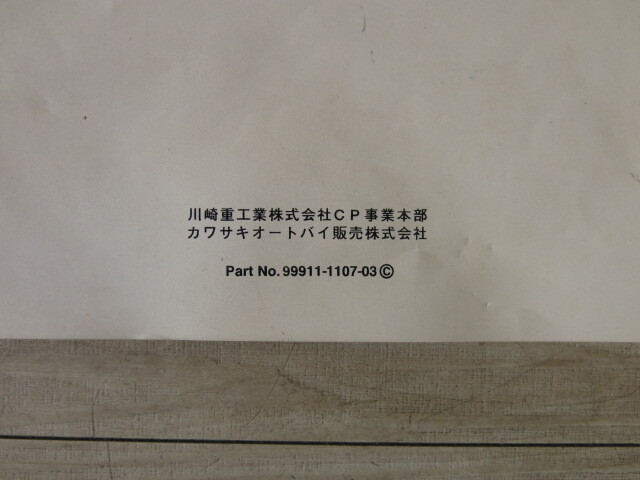 川崎重工業株式会社CP事業本部
カワサキオートバイ販売株式会社
Part No. 99911-1107-03 ©